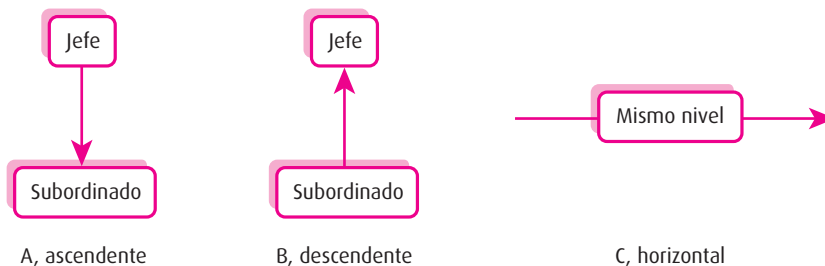 Jefe
Jefe
Mismo nivel
Subordinado
Subordinado
A, ascendente
B, descendente
C, horizontal